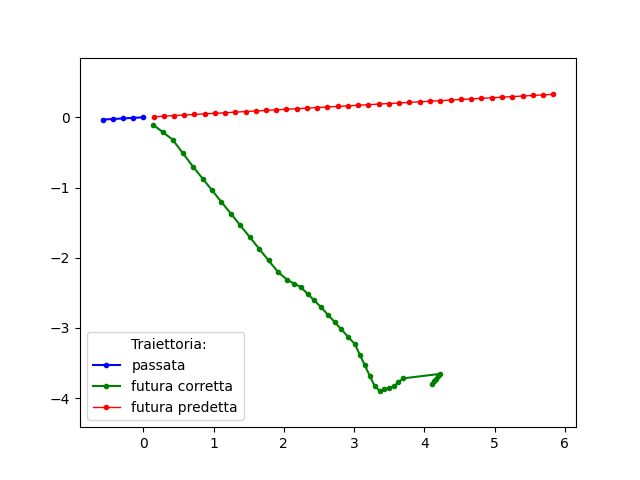 0
−1
−2
−3
−4
Traiettoria:
passata
futura corretta
futura predetta
0 1 2 3 4 5 6